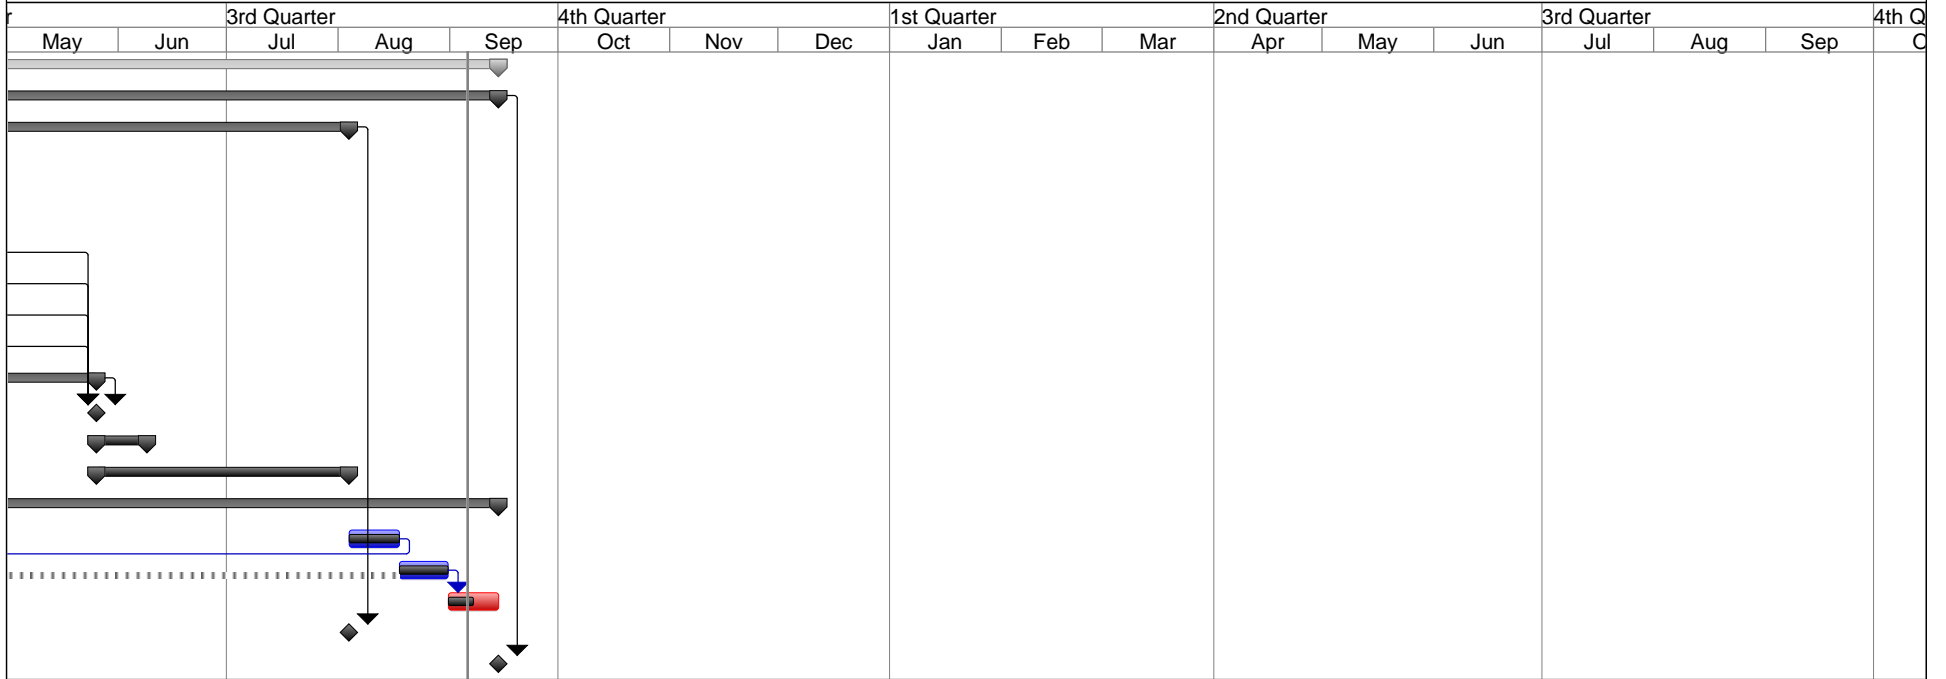 r 3rd Quarter 4th Quarter 1st Quarter 2nd Quarter 3rd Quarter 4th Q
May Jun Jul Aug Sep Oct Nov Dec Jan Feb Mar Apr May Jun Jul Aug Sep O